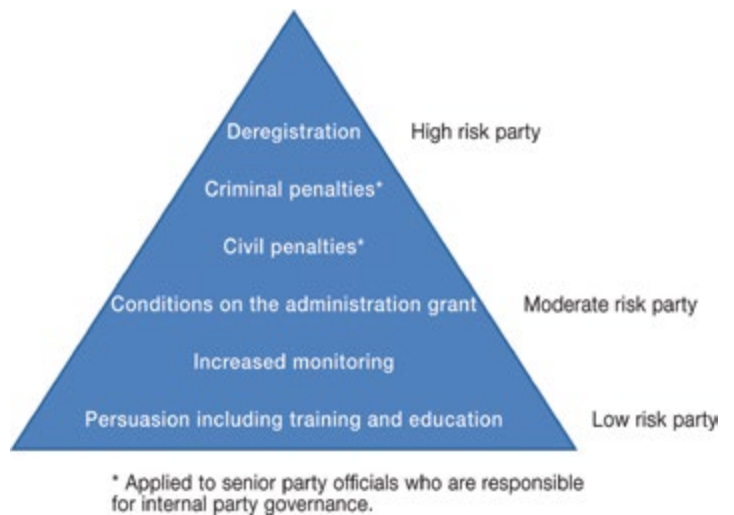 Deregistration
High risk party
Criminal penalties*
Civil penalties*
Conditions on the administration grant
Moderate risk party
Increased monitoring
Persuasion including training and education
Low risk party
* Applied to senior party officials who are responsible
for internal party governance.